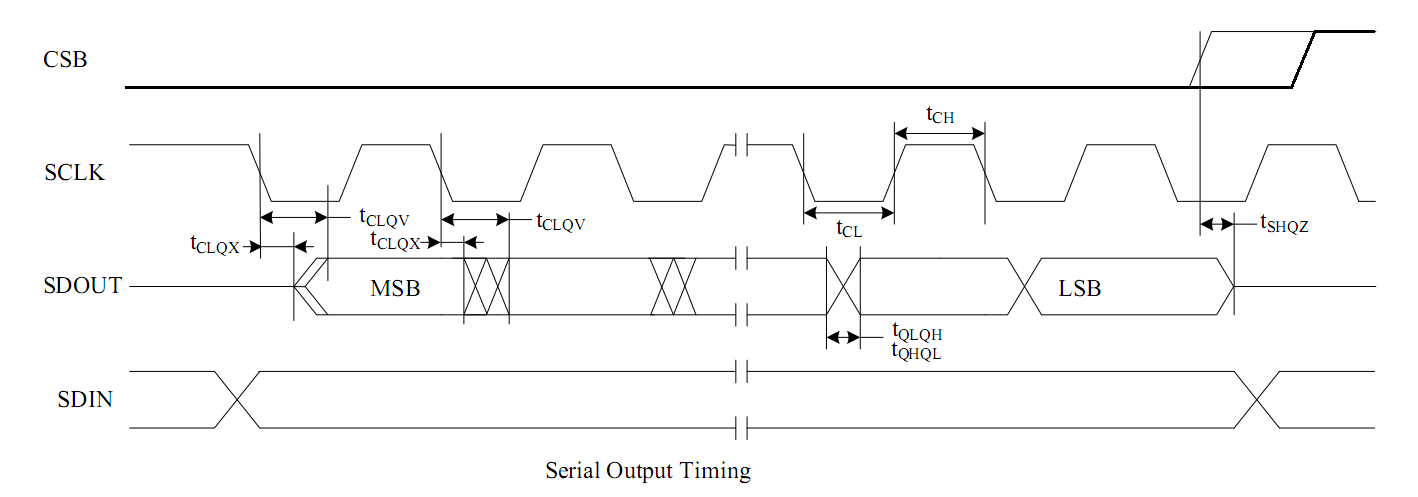 CSB
tCH
SCLK
tCLQV
tCLQV
tCL
tSHQZ
tCLQX
tCLQX
SDOUT
MSB
LSB
tQLQH
tQHQL
SDIN
Serial Output Timing